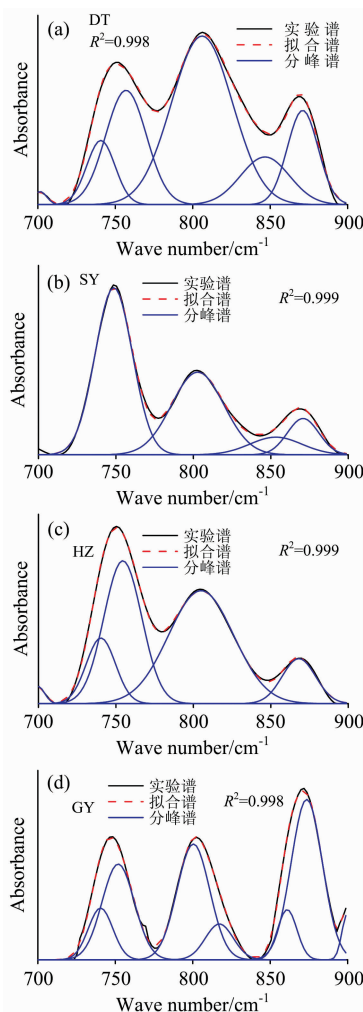 (a) DT
R²=0.998
实 验 谱
拟 合 谱
分 峰 谱
Absorbance
700 750 800 850 900
Wave number/cm⁻¹
(b) SY
实验谱
拟合谱
分峰谱
R²=0.999
Absorbance
700 750 800 850 900
Wave number/cm⁻¹
(c)
HZ
实验谱
拟合谱
分峰谱
R²=0.999
Absorbance
700 750 800 850 900
Wave number/cm⁻¹
(d)
GY
实验谱
拟合谱
分峰谱
R²=0.998
Absorbance
700 750 800 850 900
Wave number/cm⁻¹